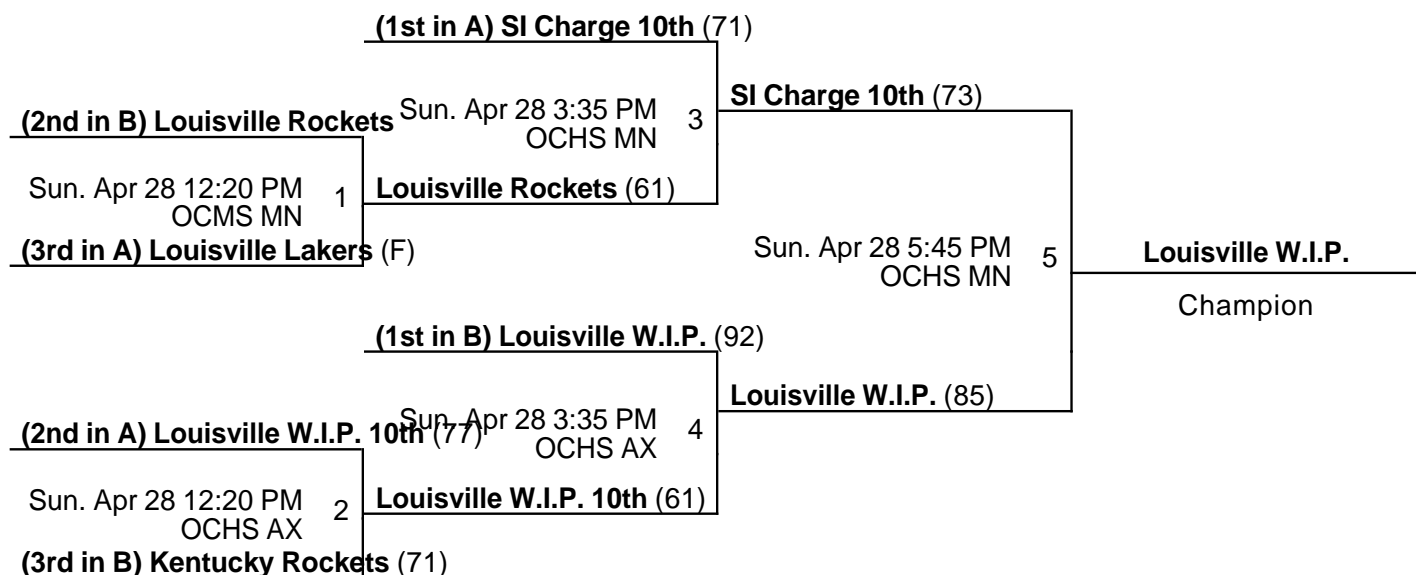 (1st in A) SI Charge 10th (71)
SI Charge 10th (73)
(2nd in B) Louisville Rockets
Sun. Apr 28 3:35 PM
OCHS MN
3
Sun. Apr 28 12:20 PM
OCMS MN
1
Louisville Rockets (61)
(3rd in A) Louisville Lakers (F)
Sun. Apr 28 5:45 PM
OCHS MN
5
Louisville W.I.P.
Champion
(1st in B) Louisville W.I.P. (92)
Louisville W.I.P. (85)
(2nd in A) Louisville W.I.P. 10th (77)
Sun. Apr 28 3:35 PM
OCHS AX
4
Sun. Apr 28 12:20 PM
OCHS AX
2
Louisville W.I.P. 10th (61)
(3rd in B) Kentucky Rockets (71)